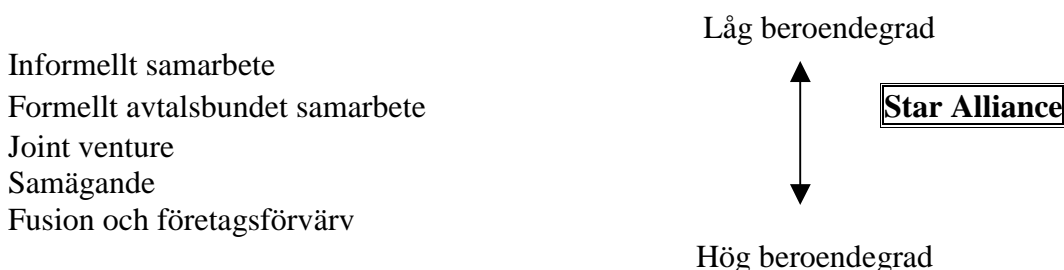 Låg beroendegrad
Informellt samarbete
Formellt avtalsbundet samarbete
Star Alliance
Joint venture
Samägande
Fusion och företagsförvärv
Hög beroendegrad